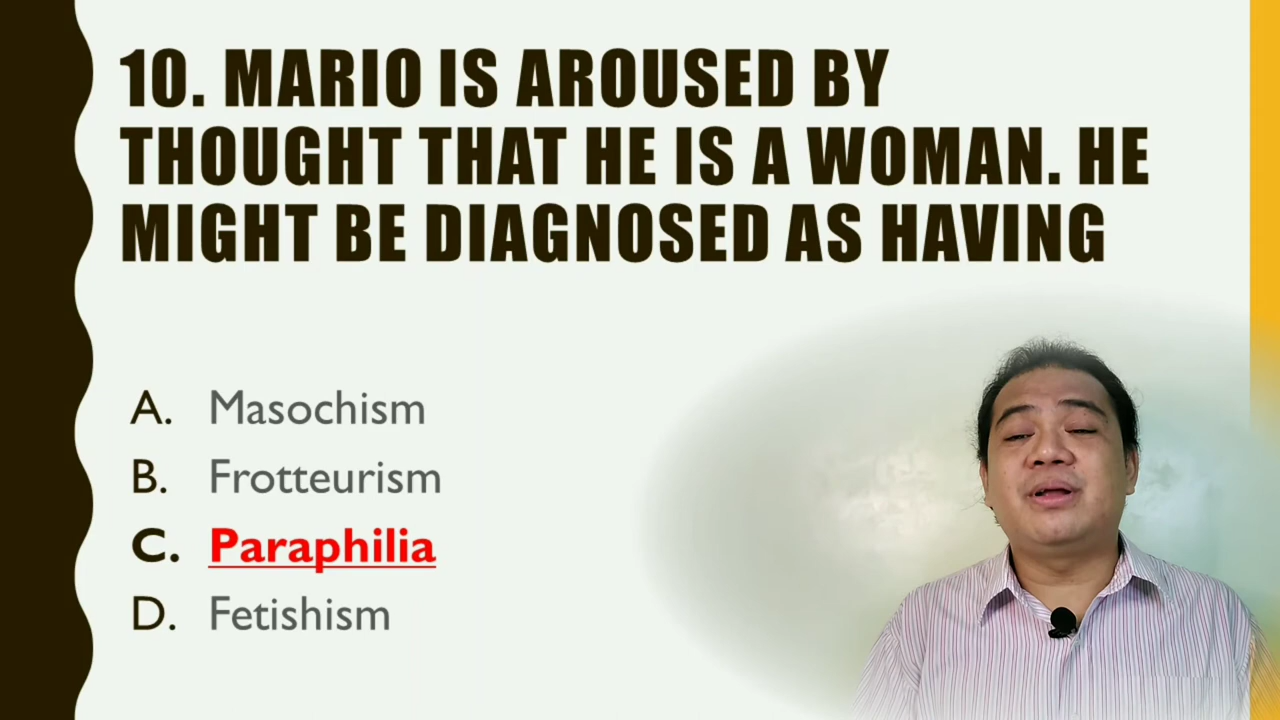 10. MARIO IS AROUSED BY
THOUGHT THAT HE IS A WOMAN. HE
MIGHT BE DIAGNOSED AS HAVING
A. Masochism
B. Frotteurism
C. Paraphilia
D. Fetishism